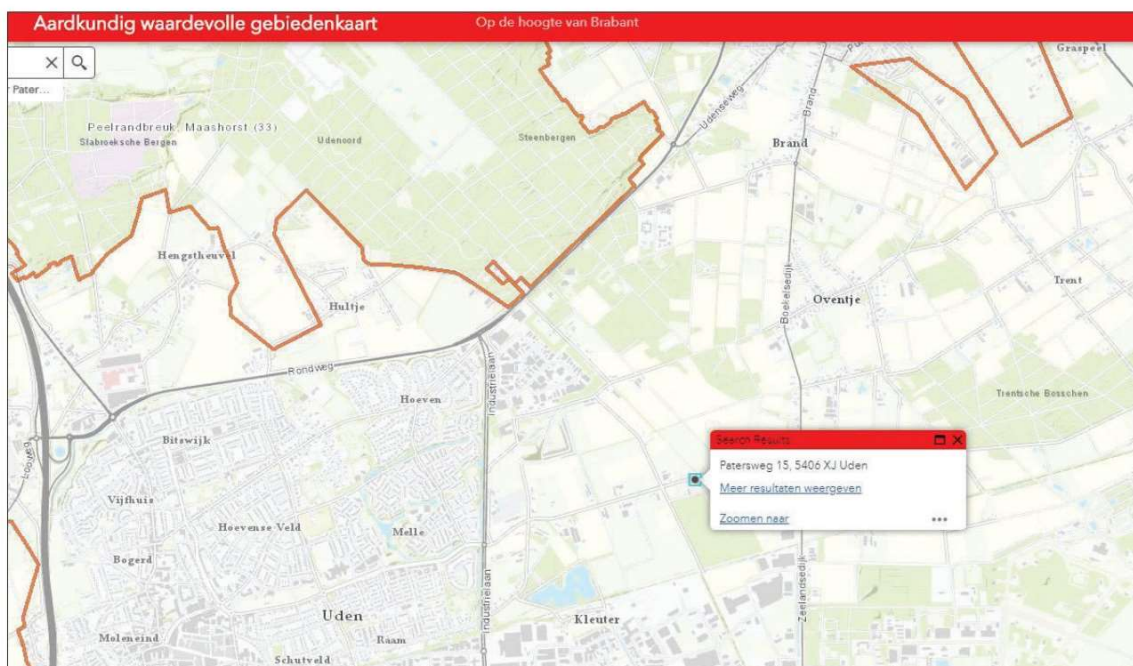 Aardkundig waardevolle gebiedenkaart
Op de hoogte van Brabant
Pater...
Graspeel
Udenseweg
Brand
Peelrandbreuk, Maashorst (33)
Slabroeksche Bergen
Udenoord
Steenbergen
Brand
Hengstheuvel
Hultje
Boekelsedijk
Oventje
Trent
Rondweg
Industrielaan
Hoeven
Trentsche Bosschen
Bitswijk
Search Results
Patersweg 15, 5406 XJ Uden
Meer resultaten weergeven
Zoomen naar
Vijfhuis
Hoevense Veld
Melle
Bogerd
Industrielaan
Zeelandsedijk
Uden
Kleuter
Moleneind
Raam
Schutveld